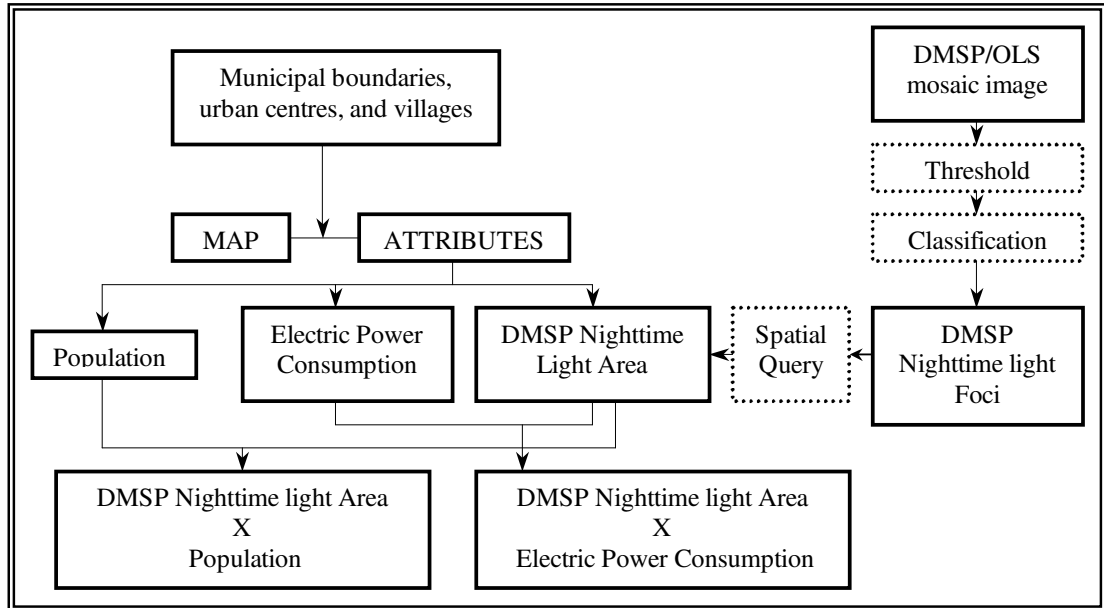 Municipal boundaries,
urban centres, and villages
DMSP/OLS
mosaic image
Threshold
Classification
MAP
ATTRIBUTES
Population
Electric Power
Consumption
DMSP Nighttime
Light Area
Spatial
Query
DMSP
Nighttime light
Foci
DMSP Nighttime light Area
X
Population
DMSP Nighttime light Area
X
Electric Power Consumption